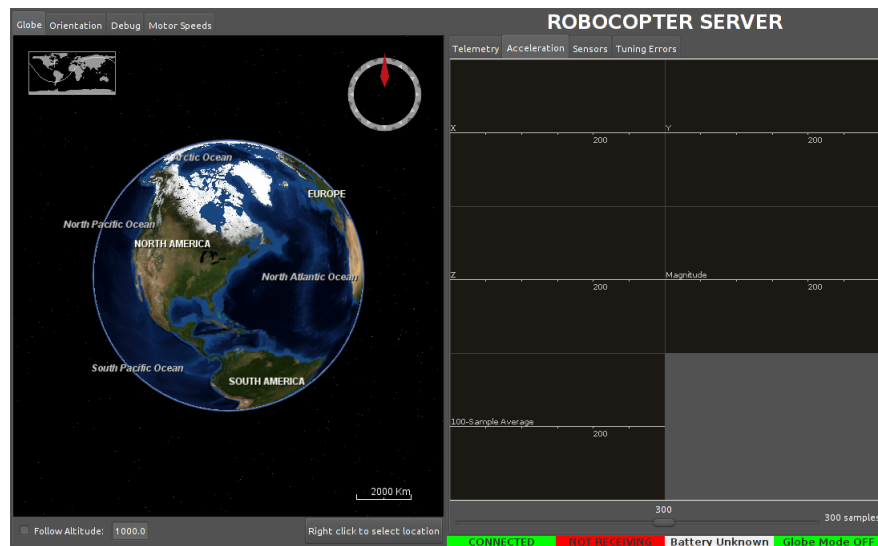 Globe Orientation Debug Motor Speeds
ROBOCOPTER SERVER
Telemetry Acceleration Sensors Tuning Errors
Arctic Ocean
EUROPE
North Pacific Ocean
NORTH AMERICA
North Atlantic Ocean
South Pacific Ocean
SOUTH AMERICA
2000 Km
Follow Altitude: 1000.0 Right click to select location
X
200
Y
200
Z
200
Magnitude
200
100-Sample Average
200
300
300 samples
CONNECTED NOT RECEIVING Battery Unknown Globe Mode OFF